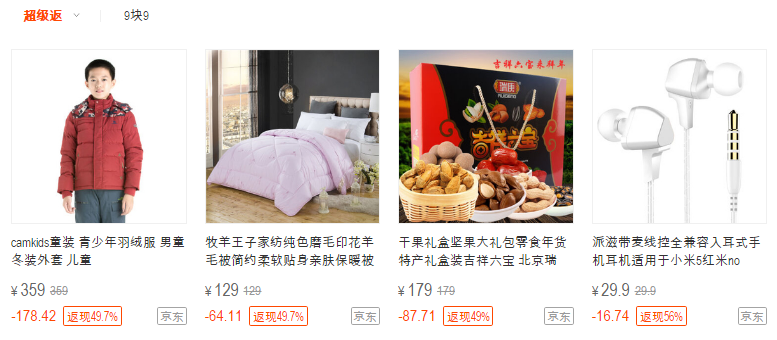 超级返
9块9
吉祥六宝来拜年
瑞康
camkids童装 青少年羽绒服 男童
冬装外套 儿童
¥359 359
-178.42 返现49.7% 京东
牧羊王子家纺纯色磨毛印花羊
毛被简约柔软贴身亲肤保暖被
¥129 129
-64.11 返现49.7% 京东
干果礼盒坚果大礼包零食年货
特产礼盒装吉祥六宝 北京瑞
¥179 179
-87.71 返现49% 京东
派滋带麦线控全兼容入耳式手
机耳机适用于小米5红米no
¥29.9 29.9
-16.74 返现56% 京东